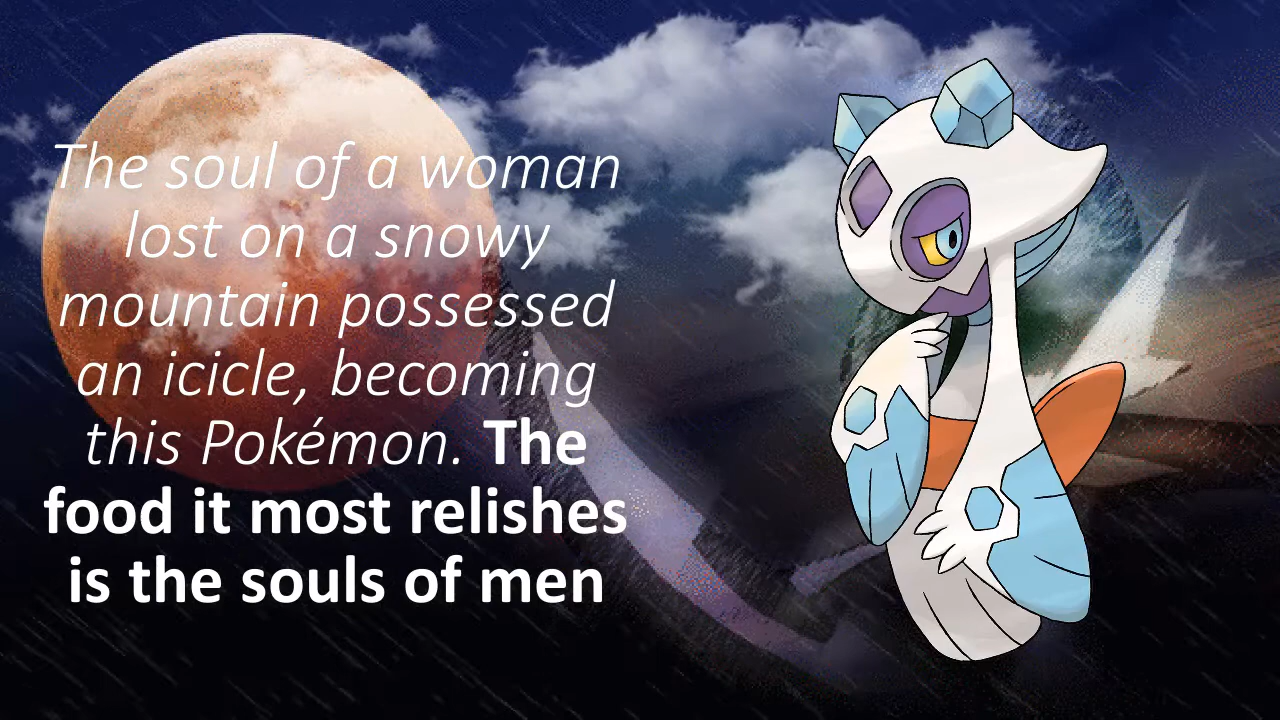 The soul of a woman
lost on a snowy
mountain possessed
an icicle, becoming
this Pokémon. The
food it most relishes
is the souls of men